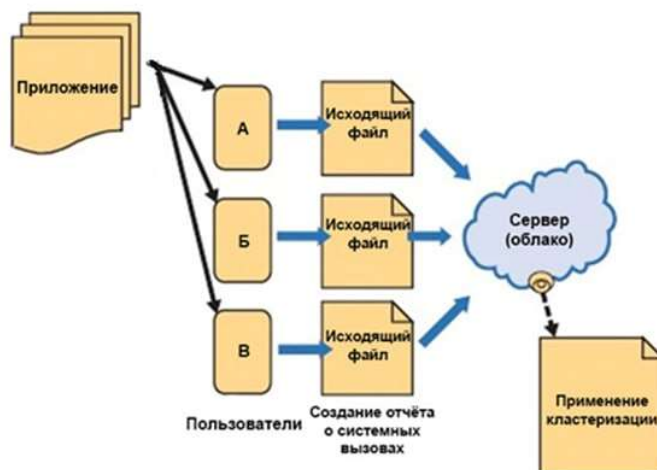 Приложение
А
Исходящий
файл
Б
Исходящий
файл
Сервер
(облако)
В
Исходящий
файл
Пользователи
Создание отчёта
о системных
вызовах
Применение
кластеризации